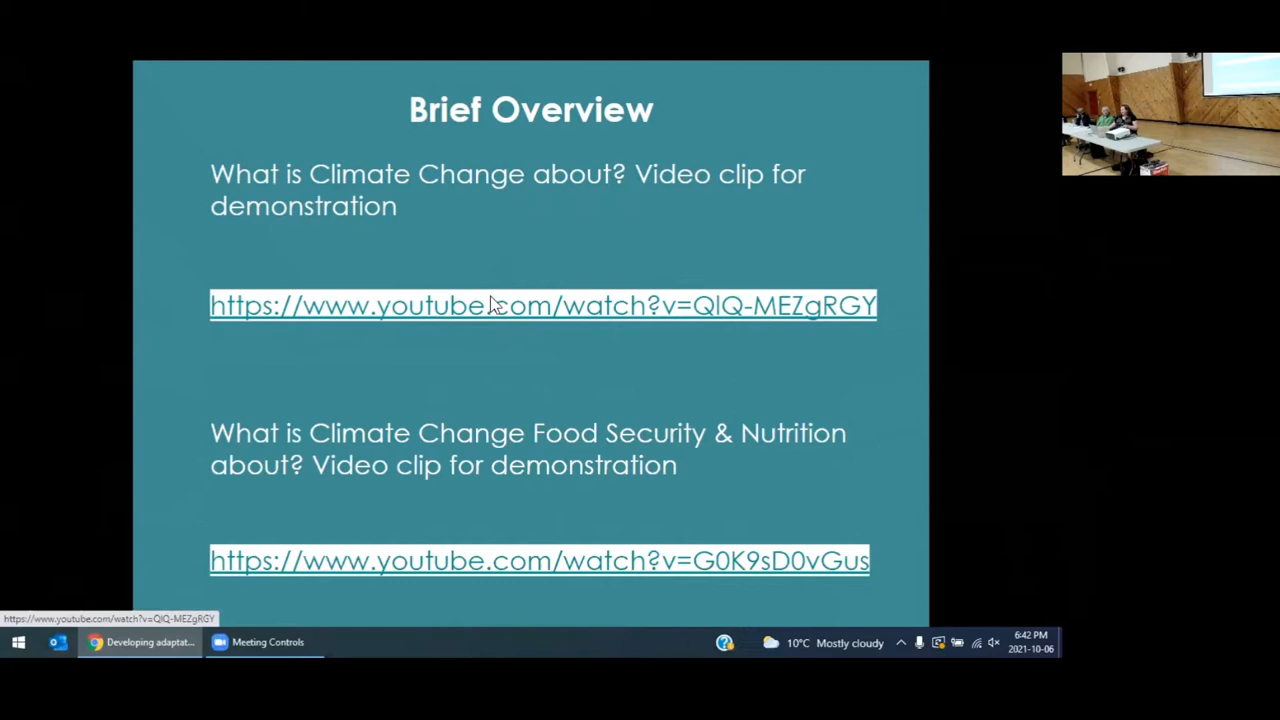 Brief Overview
What is Climate Change about? Video clip for
demonstration
https://www.youtube.com/watch?v=QlQ-MEZgRGY
What is Climate Change Food Security & Nutrition
about? Video clip for demonstration
https://www.youtube.com/watch?v=G0K9sD0vGus
https://www.youtube.com/watch?v=QlQ-MEZgRGY
Developing adaptat...
Meeting Controls
10°C Mostly cloudy
6:42 PM
2021-10-06